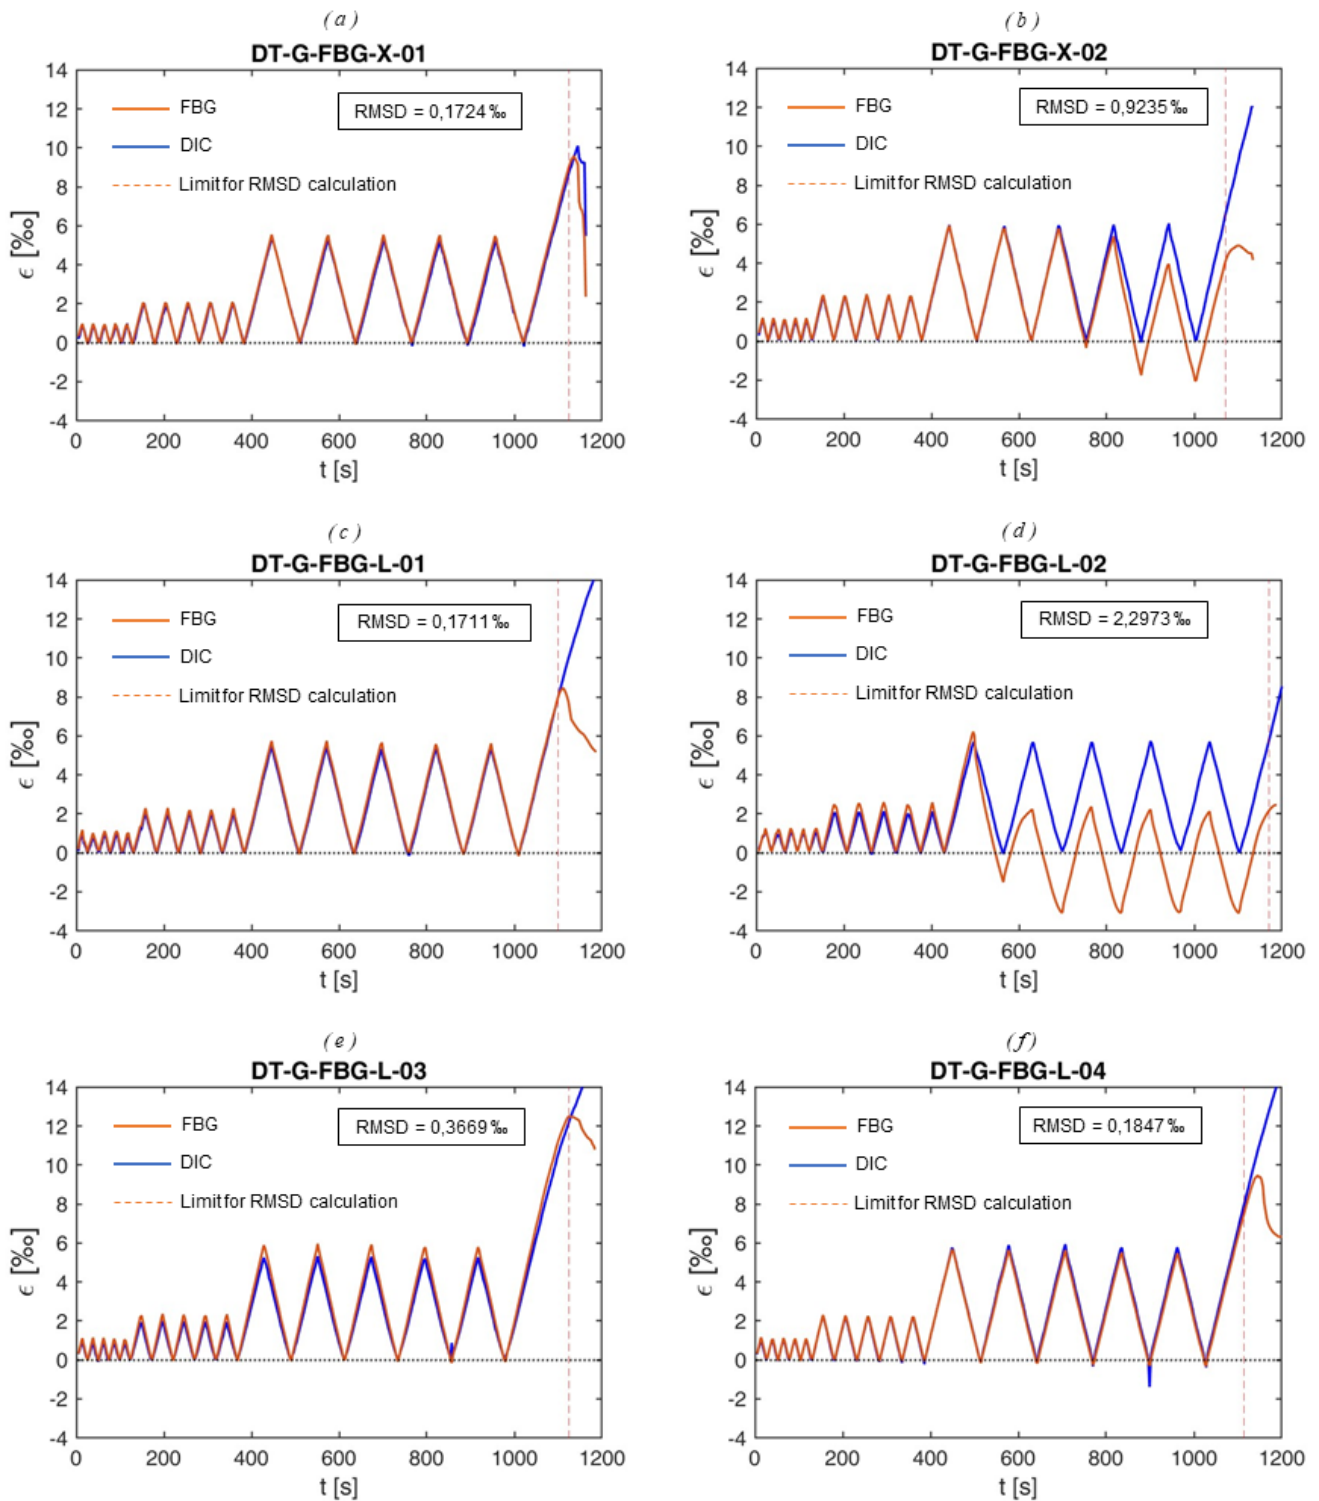 (a)
DT-G-FBG-X-01
14
12
10
8
6
4
2
0
-2
-4
ϵ [‰]
FBG
DIC
Limit for RMSD calculation
RMSD = 0,1724 ‰
0 200 400 600 800 1000 1200
t [s]
(b)
DT-G-FBG-X-02
14
12
10
8
6
4
2
0
-2
-4
ϵ [‰]
FBG
DIC
Limit for RMSD calculation
RMSD = 0,9235 ‰
0 200 400 600 800 1000 1200
t [s]
(c)
DT-G-FBG-L-01
14
12
10
8
6
4
2
0
-2
-4
ϵ [‰]
FBG
DIC
Limit for RMSD calculation
RMSD = 0,1711 ‰
0 200 400 600 800 1000 1200
t [s]
(d)
DT-G-FBG-L-02
14
12
10
8
6
4
2
0
-2
-4
ϵ [‰]
FBG
DIC
Limit for RMSD calculation
RMSD = 2,2973 ‰
0 200 400 600 800 1000 1200
t [s]
(e)
DT-G-FBG-L-03
14
12
10
8
6
4
2
0
-2
-4
ϵ [‰]
FBG
DIC
Limit for RMSD calculation
RMSD = 0,3669 ‰
0 200 400 600 800 1000 1200
t [s]
(f)
DT-G-FBG-L-04
14
12
10
8
6
4
2
0
-2
-4
ϵ [‰]
FBG
DIC
Limit for RMSD calculation
RMSD = 0,1847 ‰
0 200 400 600 800 1000 1200
t [s]